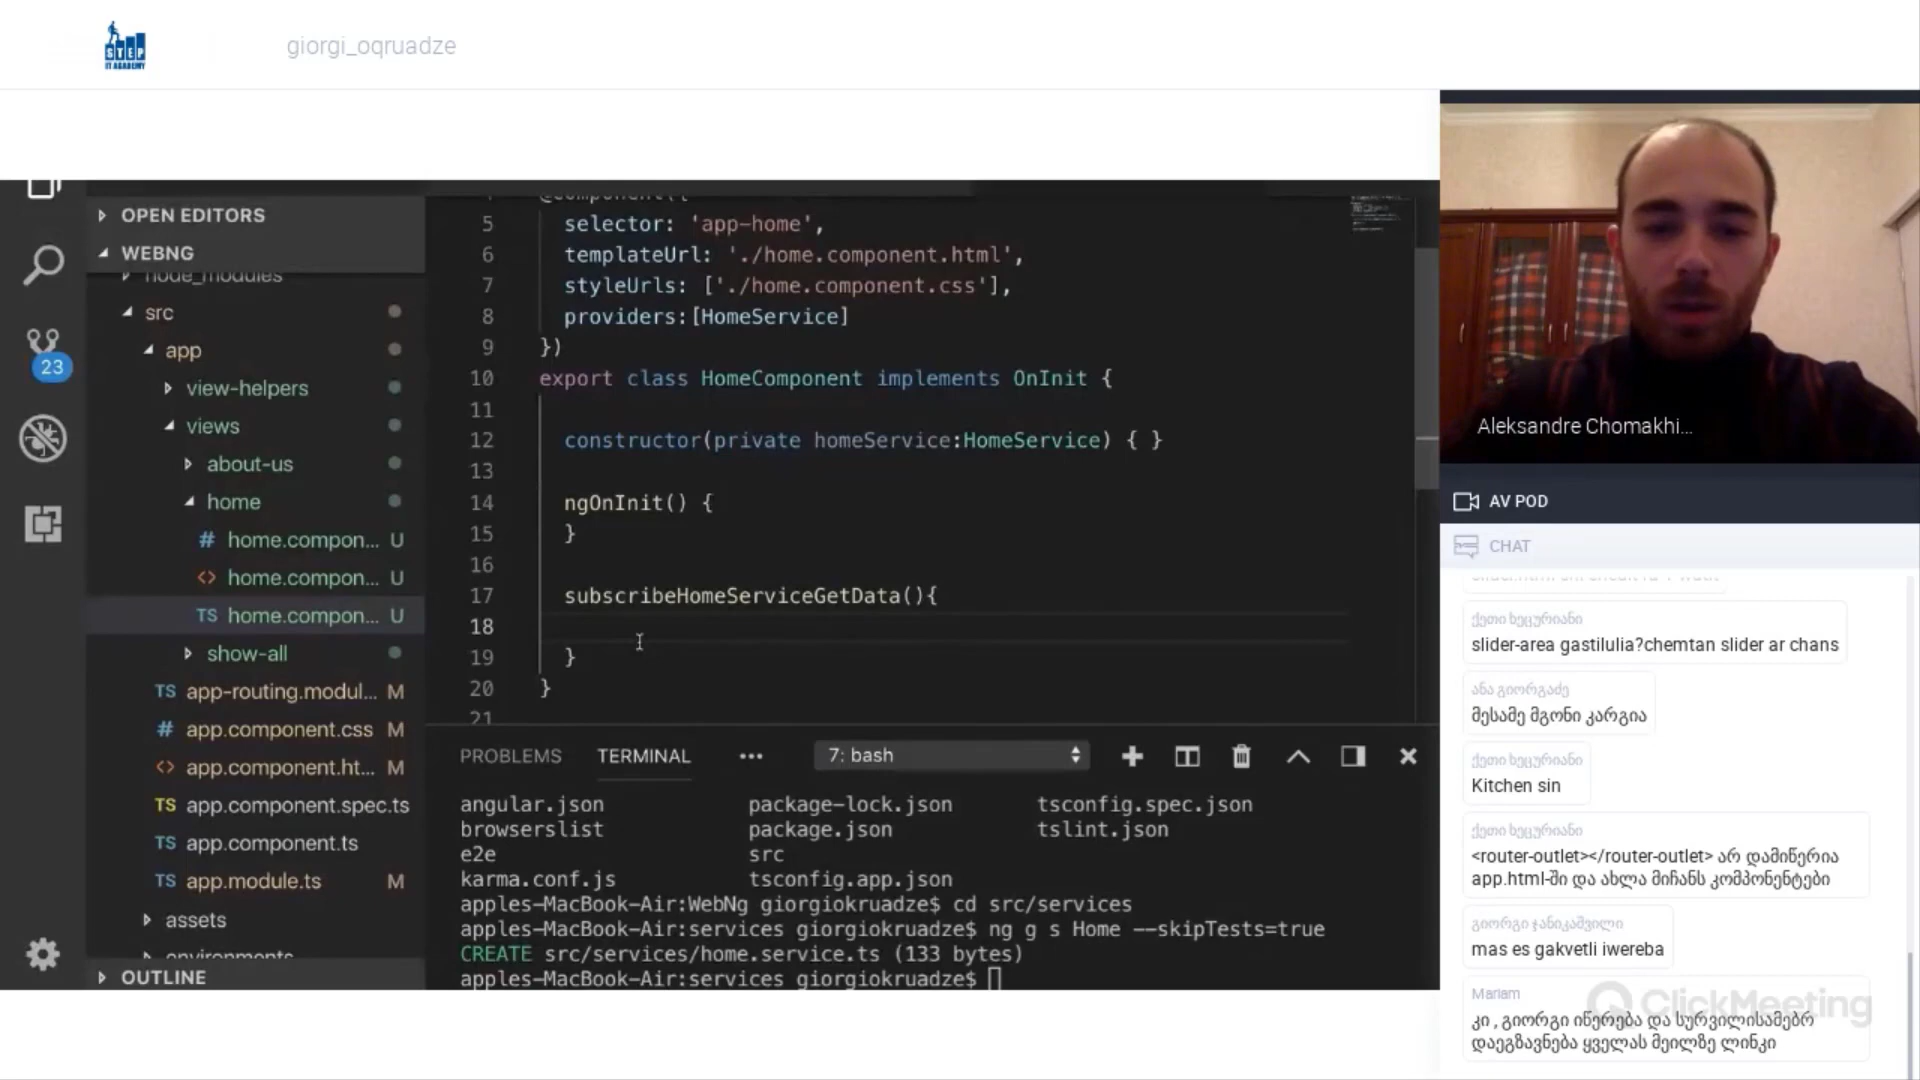 STEP
IT ACADEMY
giorgi_oqruadze
OPEN EDITORS
WEBNG
node_modules
src
app
view-helpers
views
about-us
home
# home.compon... U
<> home.compon... U
TS home.compon... U
show-all
TS app-routing.modul... M
# app.component.css M
<> app.component.ht... M
TS app.component.spec.ts
TS app.component.ts
TS app.module.ts M
assets
environments
OUTLINE
23
@Component({
5 selector: 'app-home',
6 templateUrl: './home.component.html',
7 styleUrls: ['./home.component.css'],
8 providers:[HomeService]
9 })
10 export class HomeComponent implements OnInit {
11
12 constructor(private homeService:HomeService) { }
13
14 ngOnInit() {
15 }
16
17 subscribeHomeServiceGetData(){
18
19 }
20 }
21
PROBLEMS TERMINAL ... 7: bash
angular.json package-lock.json tsconfig.spec.json
browserslist package.json tslint.json
e2e src
karma.conf.js tsconfig.app.json
apples-MacBook-Air:WebNg giorgiokruadze$ cd src/services
apples-MacBook-Air:services giorgiokruadze$ ng g s Home --skipTests=true
CREATE src/services/home.service.ts (133 bytes)
apples-MacBook-Air:services giorgiokruadze$
Aleksandre Chomakhi...
AV POD
CHAT
ქეთი ხეცურიანი
slider-area gastilulia?chemtan slider ar chans
ანა გიორგაძე
მესამე მგონი კარგია
ქეთი ხეცურიანი
Kitchen sin
ქეთი ხეცურიანი
<router-outlet></router-outlet> არ დამიწერია
app.html-ში და ახლა მიჩანს კომპონენტები
გიორგი ჯანიკაშვილი
mas es gakvetli iwereba
Mariam
კი , გიორგი იწერება და სურვილისამებრ
დაეგზავნება ყველას მეილზე ლინკი
ClickMeeting